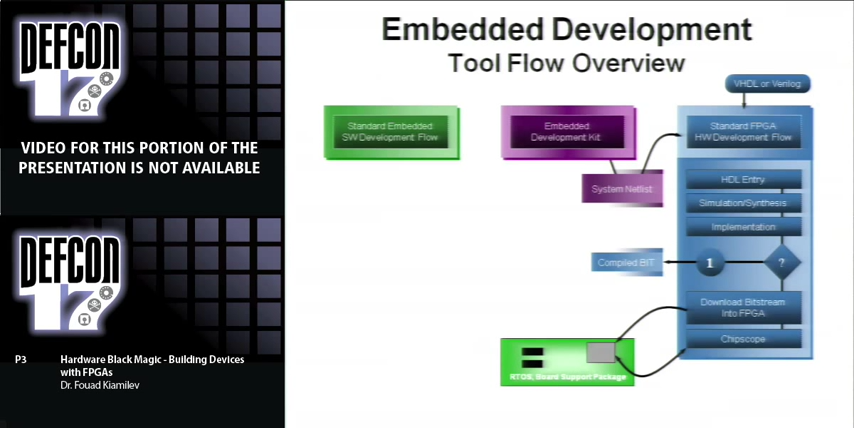 DEFCON
17
VIDEO FOR THIS PORTION OF THE
PRESENTATION IS NOT AVAILABLE
DEFCON
17
P3 Hardware Black Magic - Building Devices
with FPGAs
Dr. Fouad Kiamilev
Embedded Development
Tool Flow Overview
VHDL or Verilog
Standard Embedded
SW Development Flow
Embedded
Development Kit
Standard FPGA
HW Development Flow
System Netlist
HDL Entry
Simulation/Synthesis
Implementation
Compiled BIT
1
?
Download Bitstream
Into FPGA
Chipscope
RTOS, Board Support Package